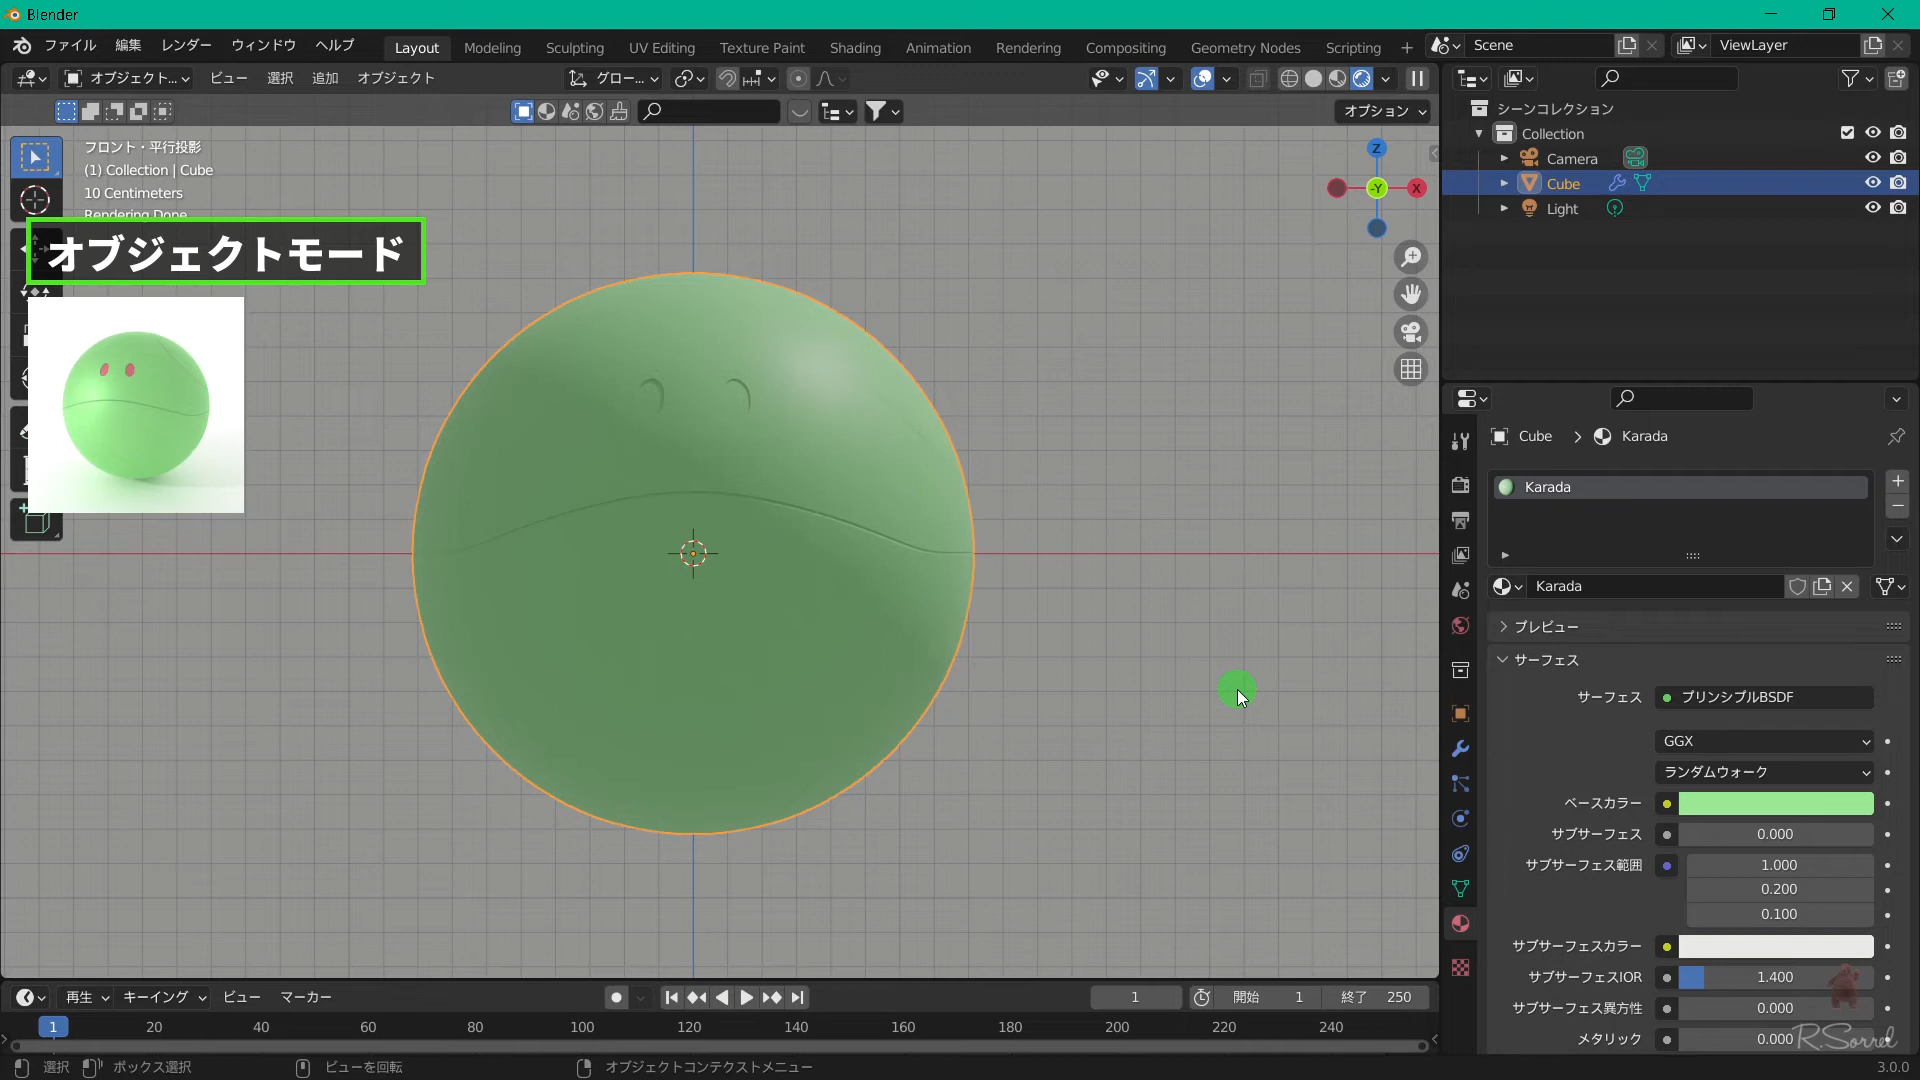 Blender
ファイル 編集 レンダー ウィンドウ ヘルプ Layout Modeling Sculpting UV Editing Texture Paint Shading Animation Rendering Compositing Geometry Nodes Scripting + Scene ViewLayer
オブジェクト... ビュー 選択 追加 オブジェクト グロー...
オプション
シーンコレクション
Collection
Camera
Cube
Light
フロント・平行投影
(1) Collection | Cube
10 Centimeters
Rendering Done
オブジェクトモード
Z
-Y X
Cube > Karada
Karada
Karada
プレビュー
サーフェス
サーフェス プリンシプルBSDF
GGX
ランダムウォーク
ベースカラー
サブサーフェス 0.000
サブサーフェス範囲 1.000
0.200
0.100
サブサーフェスカラー
サブサーフェスIOR 1.400
サブサーフェス異方性 0.000
メタリック 0.000
R.Sorrel
再生 キーイング ビュー マーカー 1 開始 1 終了 250
1 20 40 60 80 100 120 140 160 180 200 220 240
選択 ボックス選択 ビューを回転 オブジェクトコンテクストメニュー 3.0.0